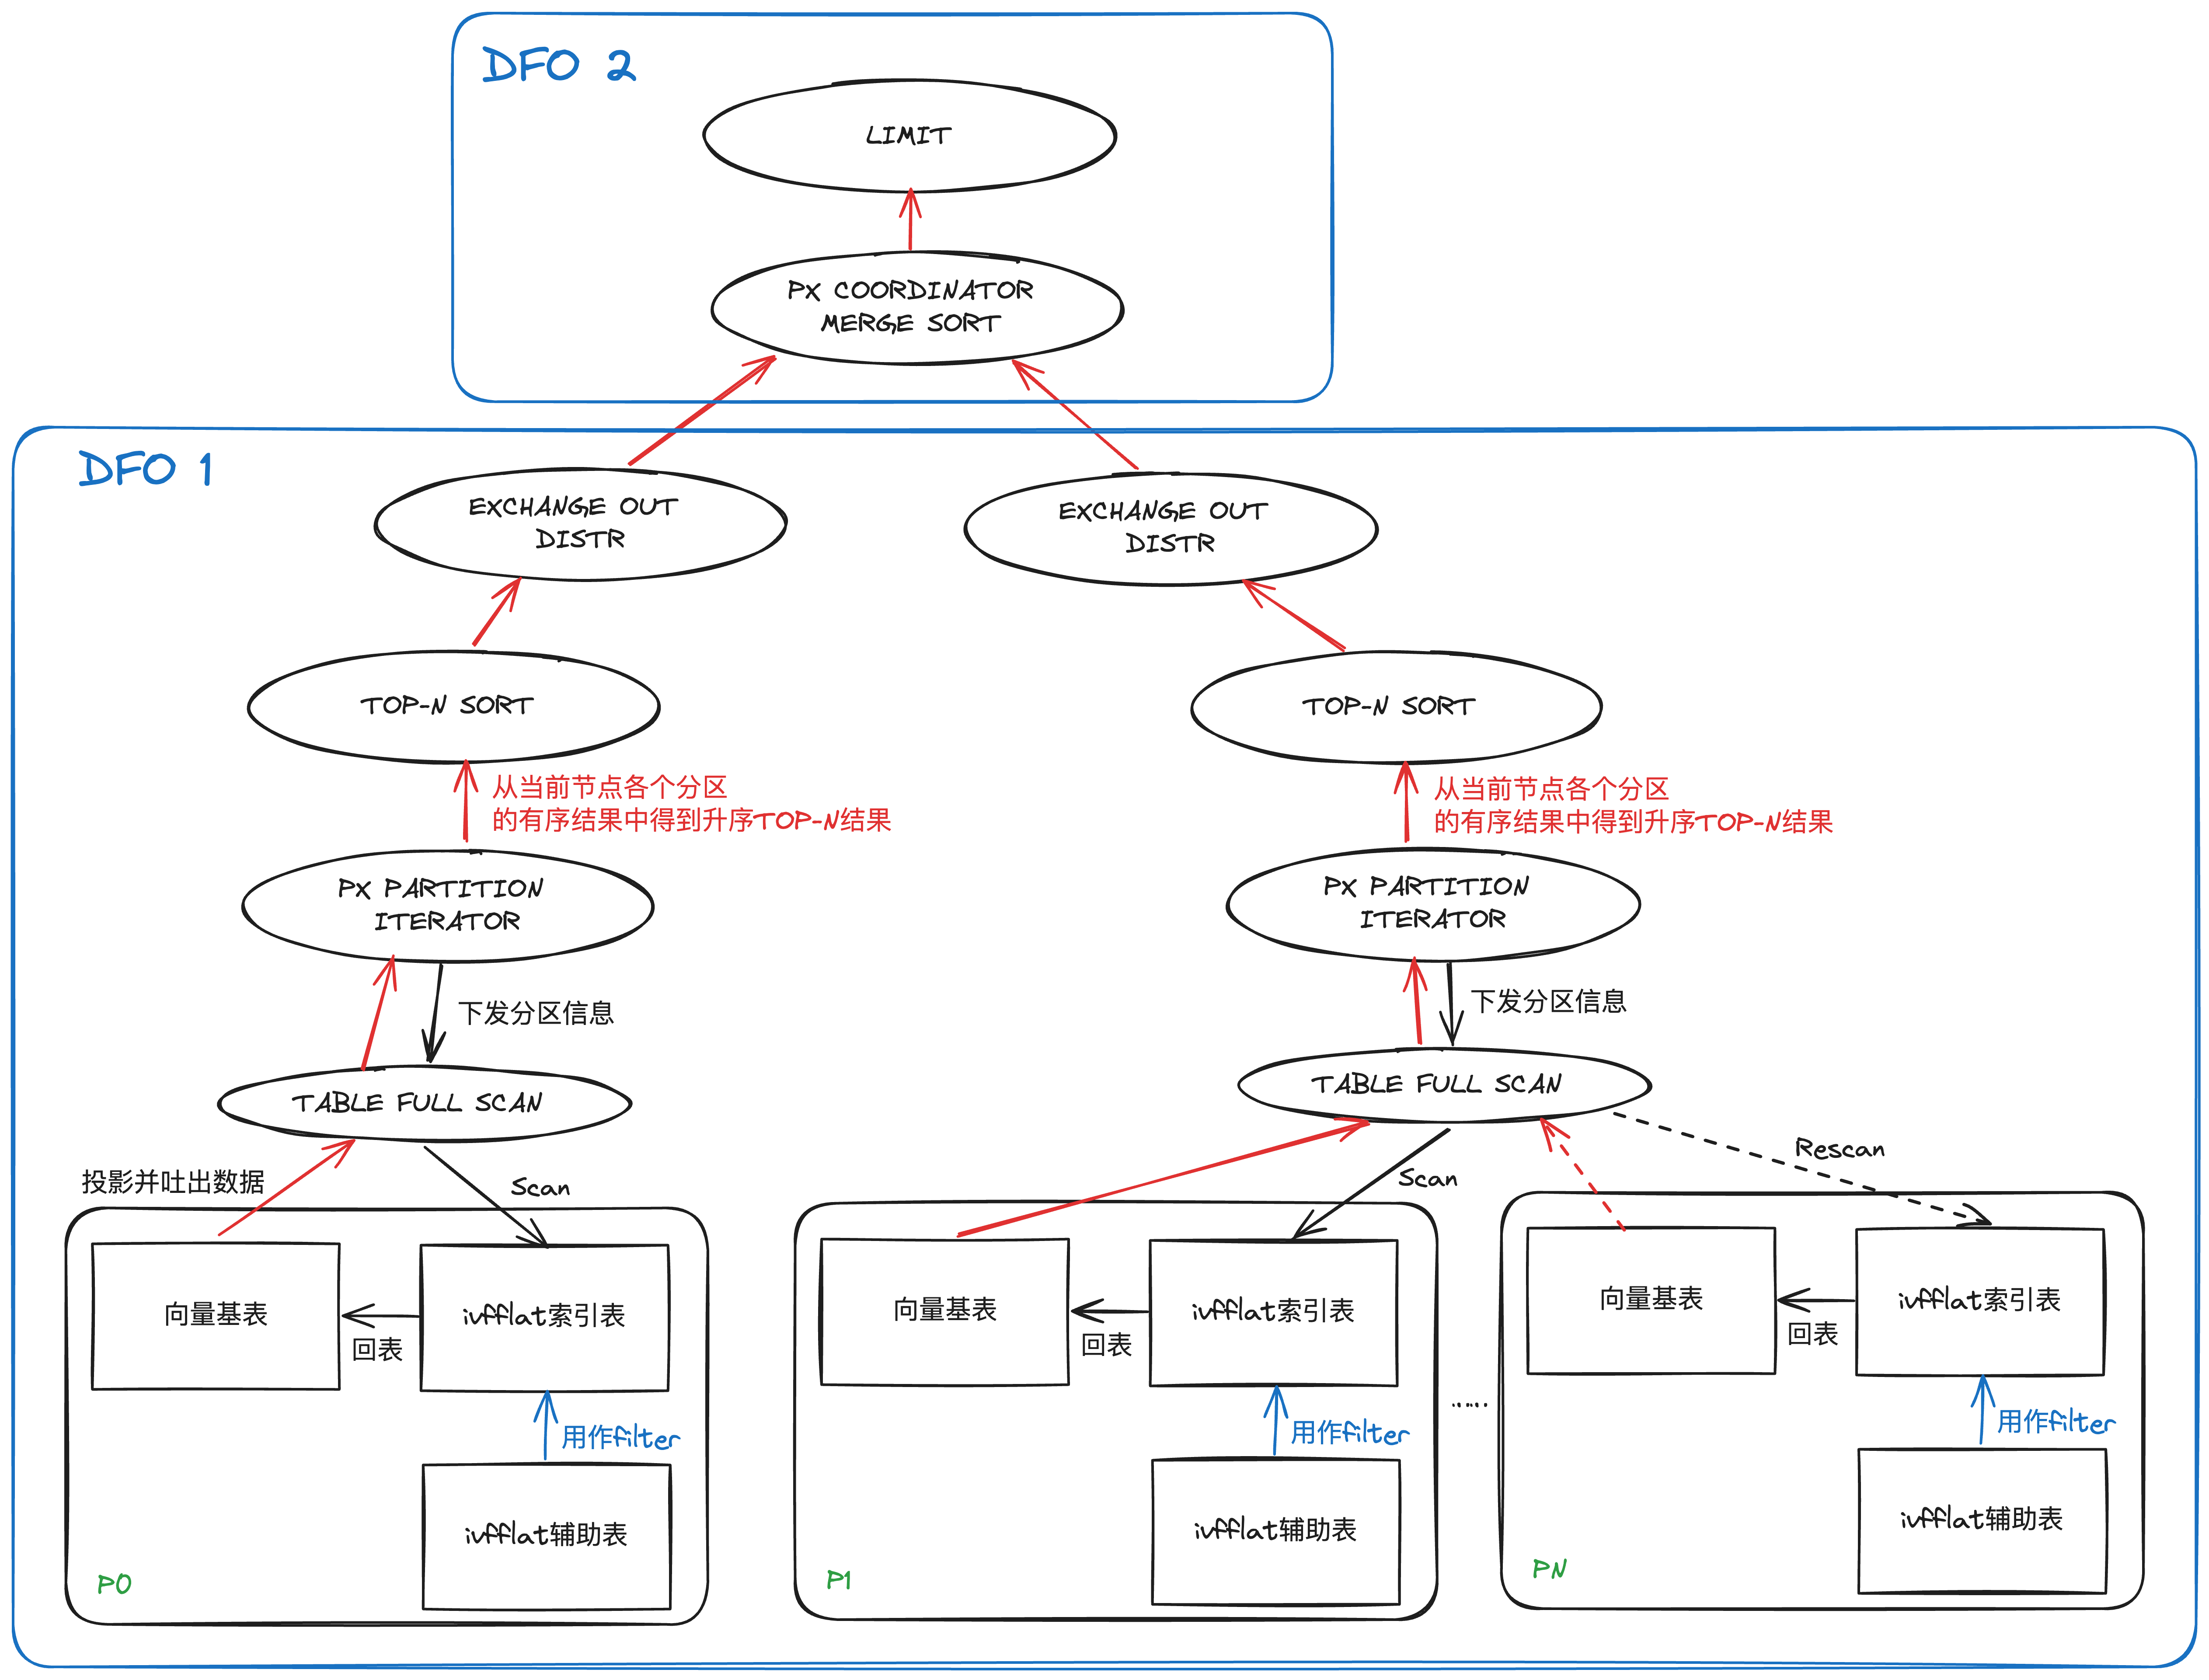 DFO 2
LIMIT
PX COORDINATOR
MERGE SORT
DFO 1
EXCHANGE OUT
DISTR
EXCHANGE OUT
DISTR
TOP-N SORT
TOP-N SORT
从当前节点各个分区
的有序结果中得到升序TOP-N结果
从当前节点各个分区
的有序结果中得到升序TOP-N结果
PX PARTITION
ITERATOR
PX PARTITION
ITERATOR
下发分区信息
下发分区信息
TABLE FULL SCAN
TABLE FULL SCAN
投影并吐出数据
Scan
Scan
Rescan
向量基表
回表
ivfflat索引表
向量基表
回表
ivfflat索引表
向量基表
回表
ivfflat索引表
用作filter
用作filter
......
用作filter
ivfflat辅助表
ivfflat辅助表
ivfflat辅助表
P0
P1
PN